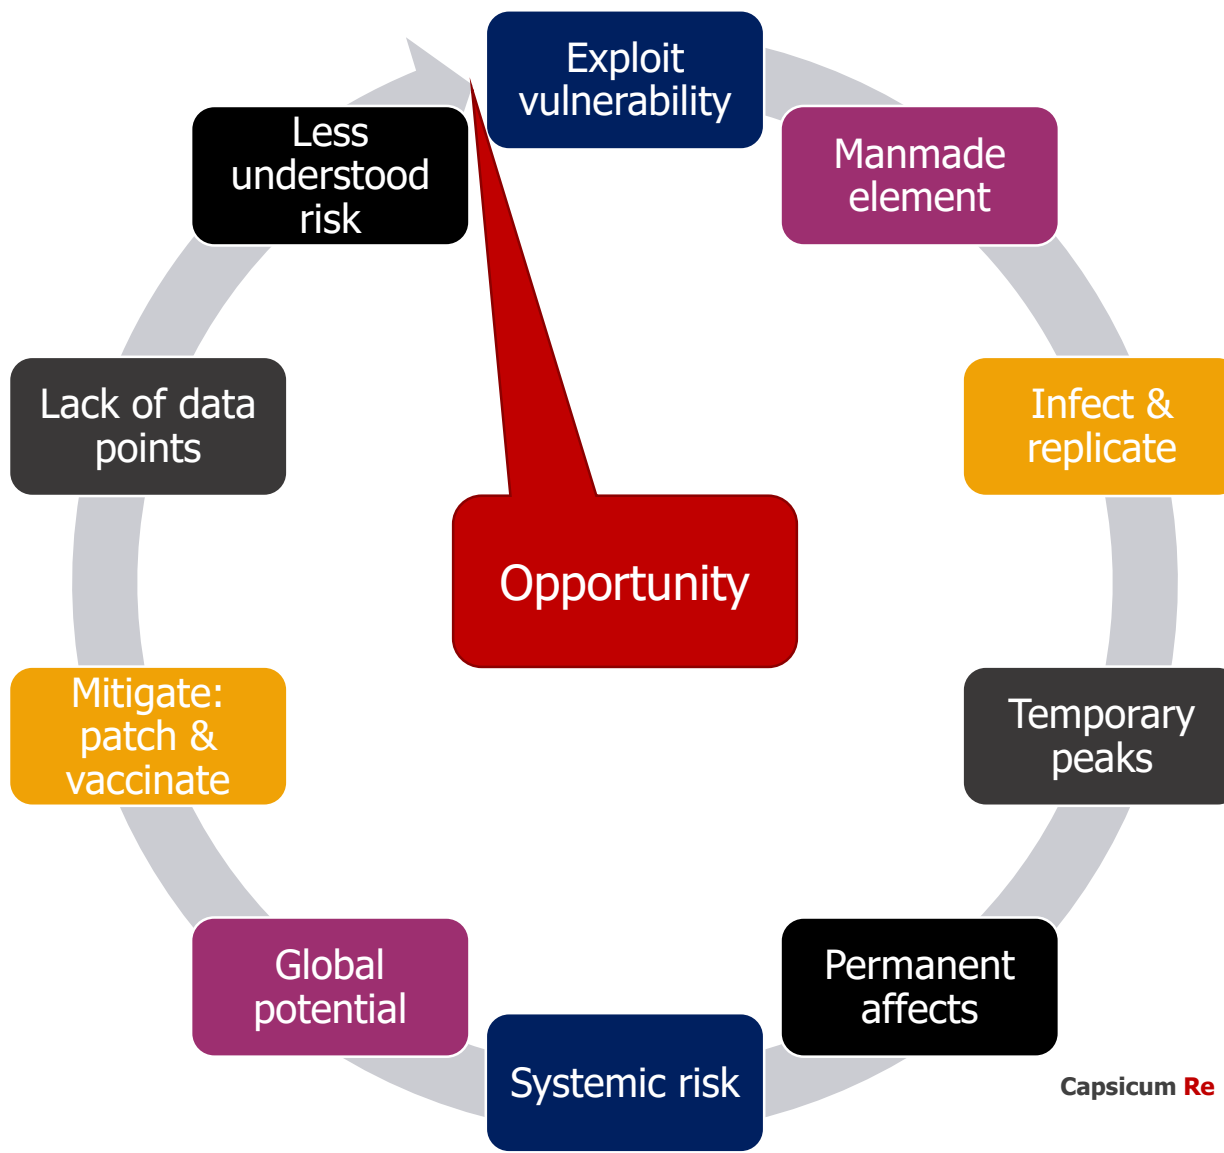 Exploit
vulnerability
Manmade
element
Infect &
replicate
Temporary
peaks
Permanent
affects
Systemic risk
Global
potential
Mitigate:
patch &
vaccinate
Lack of data
points
Less
understood
risk
Opportunity
Capsicum Re